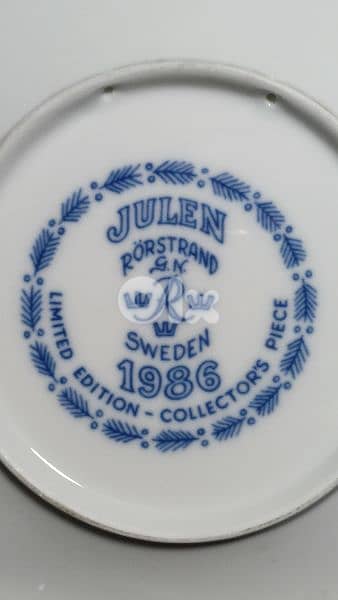 JULEN
RÖRSTRAND
G.N.
R
SWEDEN
1986
LIMITED EDITION - COLLECTOR'S PIECE